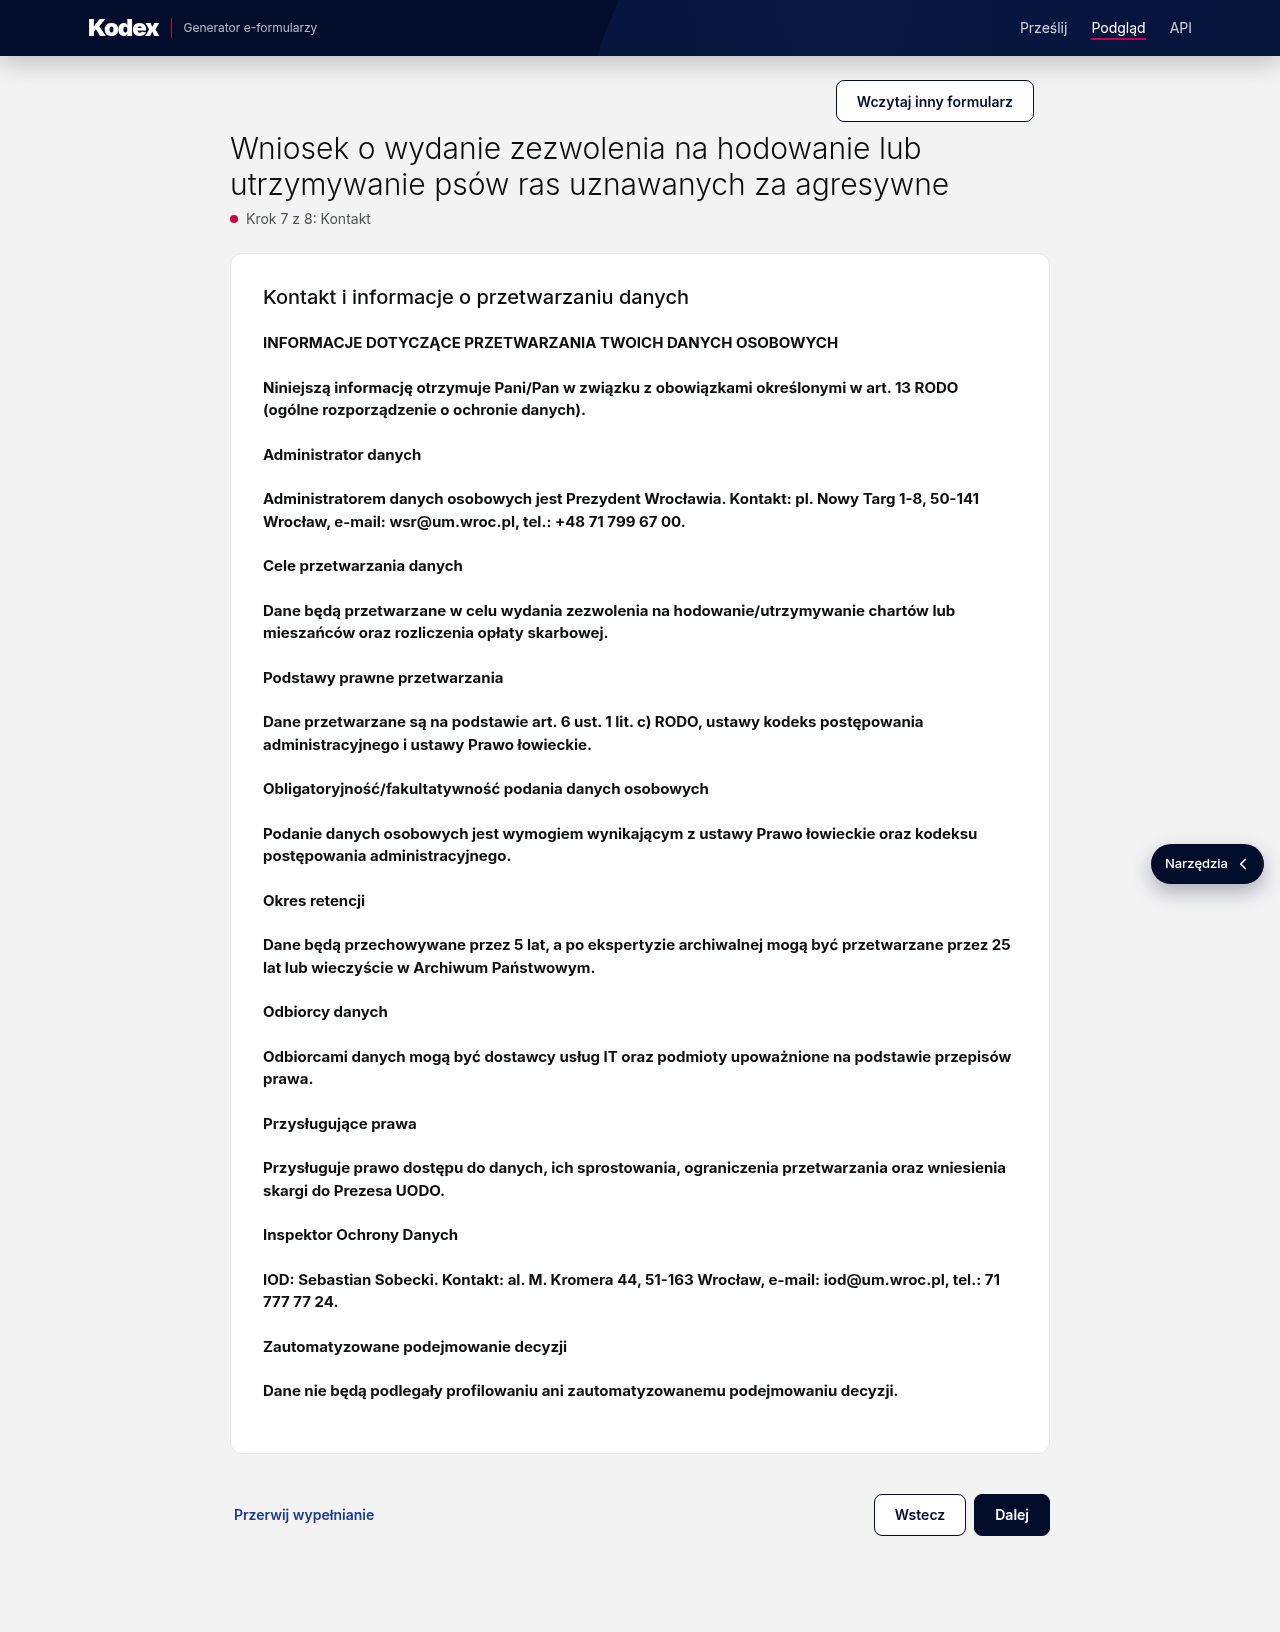 Kodex
Generator e-formularzy
Prześlij
Podgląd
API
Wczytaj inny formularz
Wniosek o wydanie zezwolenia na hodowanie lub
utrzymywanie psów ras uznawanych za agresywne
Krok 7 z 8: Kontakt
Kontakt i informacje o przetwarzaniu danych
INFORMACJE DOTYCZĄCE PRZETWARZANIA TWOICH DANYCH OSOBOWYCH
Niniejszą informację otrzymuje Pani/Pan w związku z obowiązkami określonymi w art. 13 RODO
(ogólne rozporządzenie o ochronie danych).
Administrator danych
Administratorem danych osobowych jest Prezydent Wrocławia. Kontakt: pl. Nowy Targ 1-8, 50-141
Wrocław, e-mail: wsr@um.wroc.pl, tel.: +48 71 799 67 00.
Cele przetwarzania danych
Dane będą przetwarzane w celu wydania zezwolenia na hodowanie/utrzymywanie chartów lub
mieszańców oraz rozliczenia opłaty skarbowej.
Podstawy prawne przetwarzania
Dane przetwarzane są na podstawie art. 6 ust. 1 lit. c) RODO, ustawy kodeks postępowania
administracyjnego i ustawy Prawo łowieckie.
Obligatoryjność/fakultatywność podania danych osobowych
Podanie danych osobowych jest wymogiem wynikającym z ustawy Prawo łowieckie oraz kodeksu
postępowania administracyjnego.
Narzędzia
Okres retencji
Dane będą przechowywane przez 5 lat, a po ekspertyzie archiwalnej mogą być przetwarzane przez 25
lat lub wieczyście w Archiwum Państwowym.
Odbiorcy danych
Odbiorcami danych mogą być dostawcy usług IT oraz podmioty upoważnione na podstawie przepisów
prawa.
Przysługujące prawa
Przysługuje prawo dostępu do danych, ich sprostowania, ograniczenia przetwarzania oraz wniesienia
skargi do Prezesa UODO.
Inspektor Ochrony Danych
IOD: Sebastian Sobecki. Kontakt: al. M. Kromera 44, 51-163 Wrocław, e-mail: iod@um.wroc.pl, tel.: 71
777 77 24.
Zautomatyzowane podejmowanie decyzji
Dane nie będą podlegały profilowaniu ani zautomatyzowanemu podejmowaniu decyzji.
Przerwij wypełnianie
Wstecz
Dalej